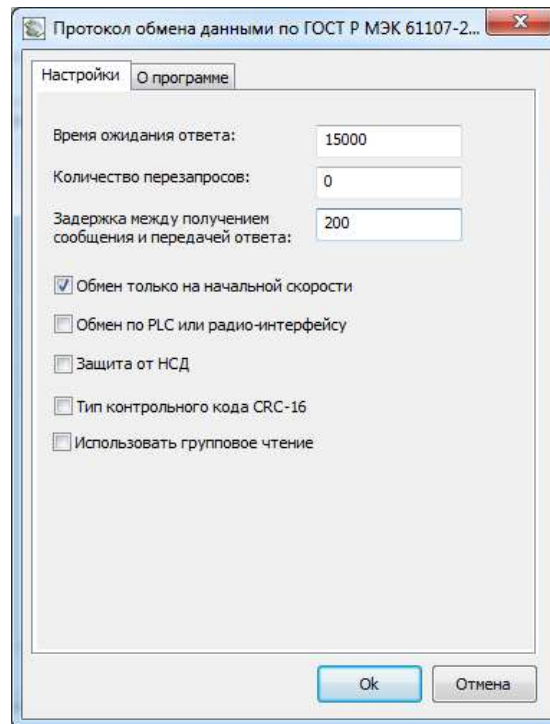 Протокол обмена данными по ГОСТ Р МЭК 61107-2...
Настройки
О программе
Время ожидания ответа:
15000
Количество перезапросов:
0
Задержка между получением
сообщения и передачей ответа:
200
Обмен только на начальной скорости
Обмен по PLC или радио-интерфейсу
Защита от НСД
Тип контрольного кода CRC-16
Использовать групповое чтение
Ok
Отмена